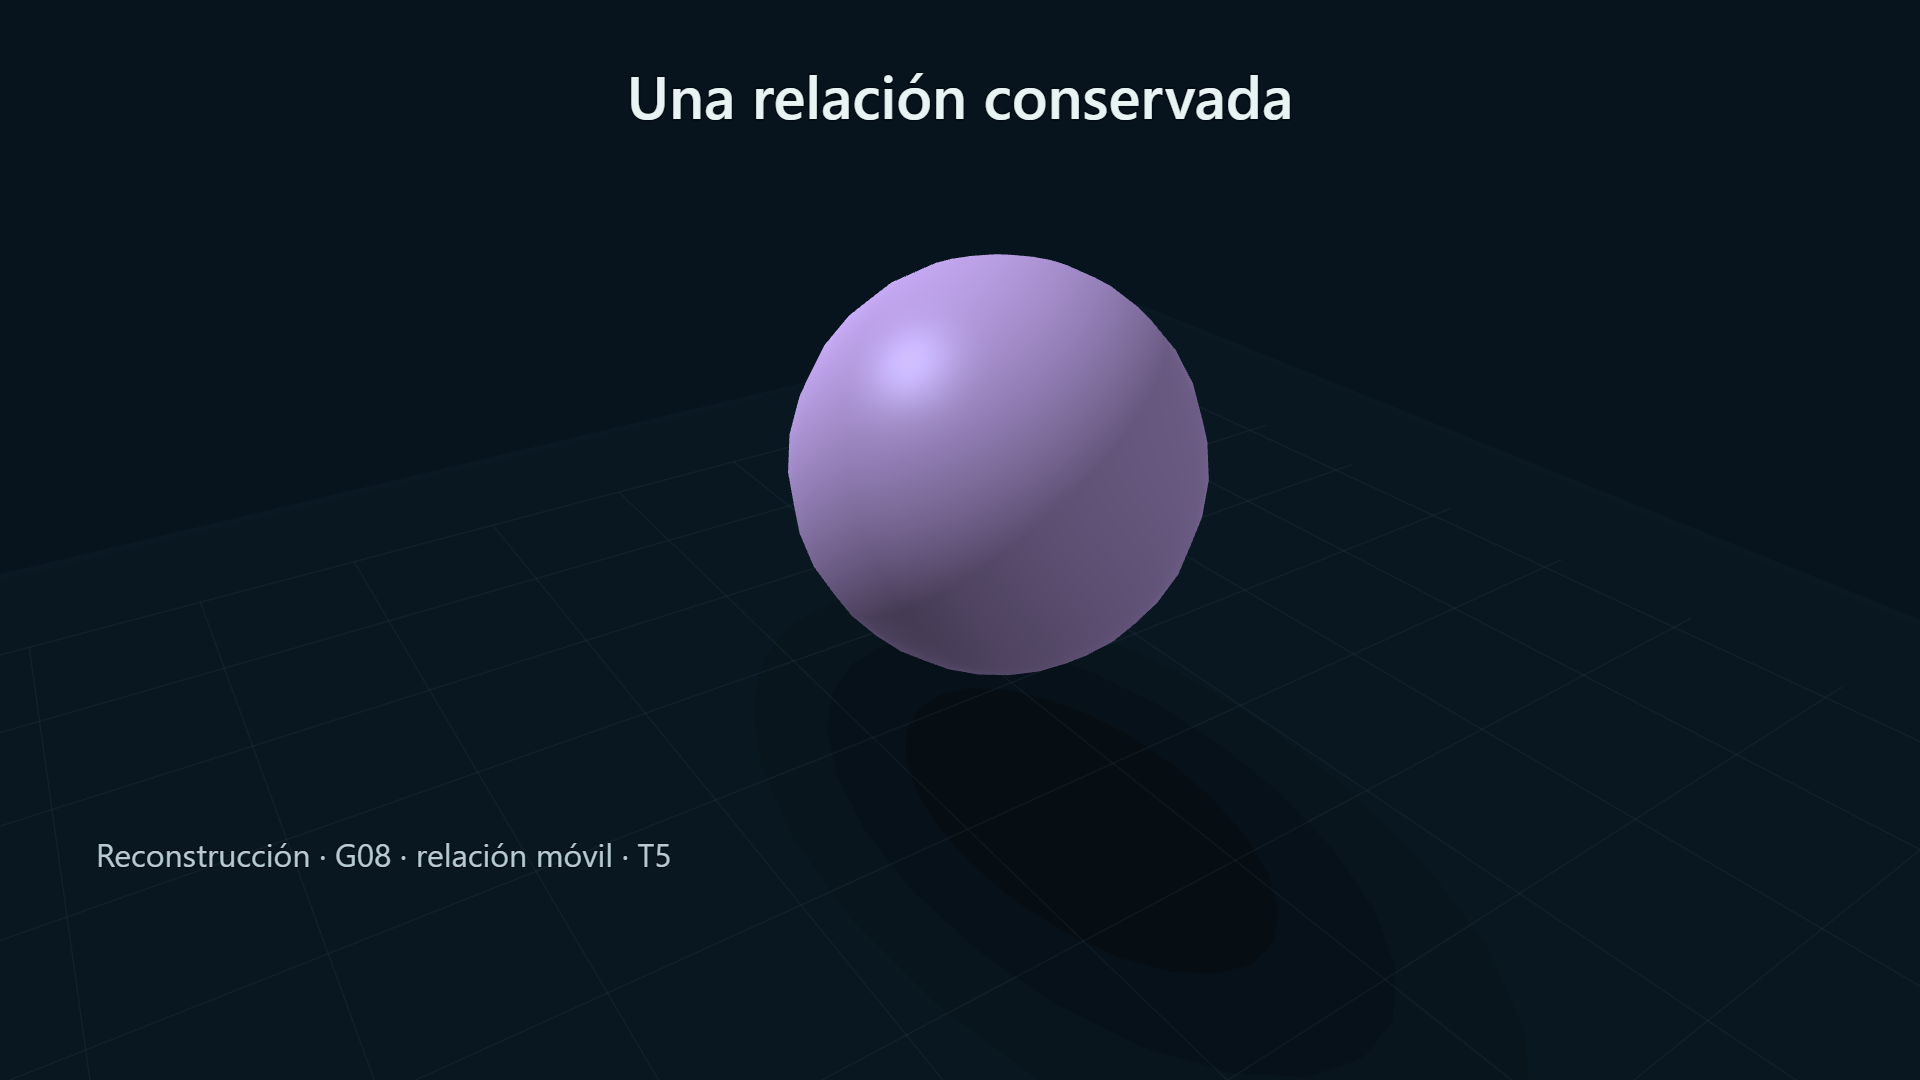 Una relación conservada
Reconstrucción · G08 · relación móvil · T5